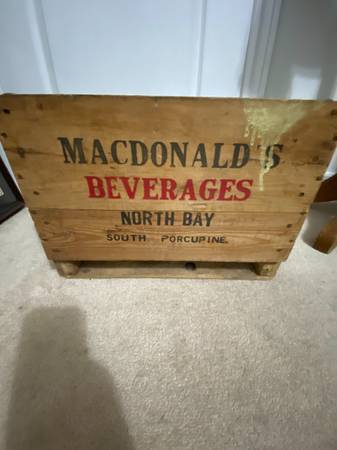 MACDONALD'S
BEVERAGES
NORTH BAY
SOUTH PORCUPINE.